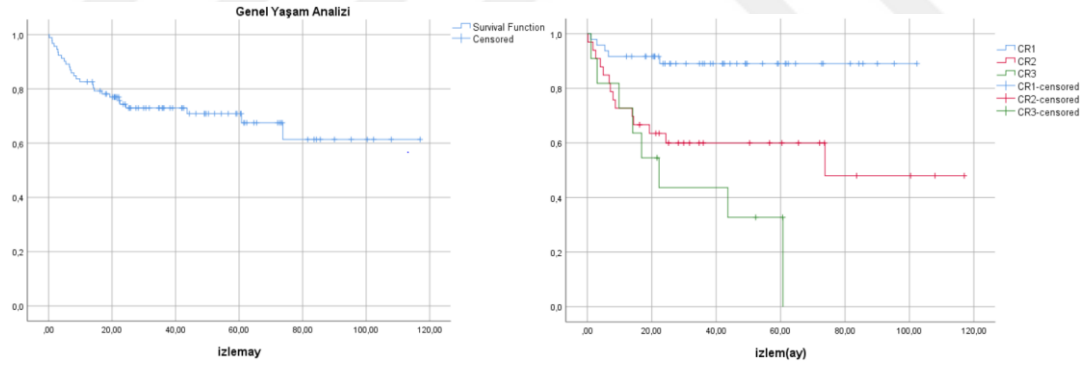 Genel Yaşam Analizi
Survival Function
Censored
1,0
0,8
0,6
0,4
0,2
0,0
,00 20,00 40,00 60,00 80,00 100,00 120,00
izlemay
CR1
CR2
CR3
CR1-censored
CR2-censored
CR3-censored
1,0
0,8
0,6
0,4
0,2
0,0
,00 20,00 40,00 60,00 80,00 100,00 120,00
izlem(ay)